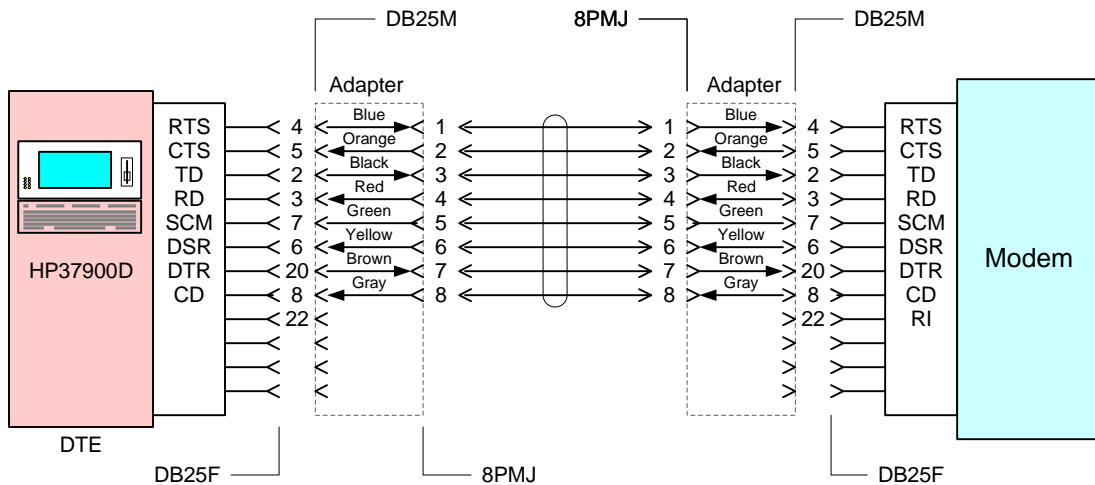 DB25M 8PMJ DB25M
Adapter Adapter
RTS 4 Blue 1 1 Blue 4 RTS
CTS 5 Orange 2 2 Orange 5 CTS
TD 2 Black 3 3 Black 2 TD
RD 3 Red 4 4 Red 3 RD
SCM 7 Green 5 5 Green 7 SCM
DSR 6 Yellow 6 6 Yellow 6 DSR
HP37900D DTR 20 Brown 7 7 Brown 20 DTR Modem
CD 8 Gray 8 8 Gray 8 CD
22 22 RI
DTE
DB25F 8PMJ DB25F